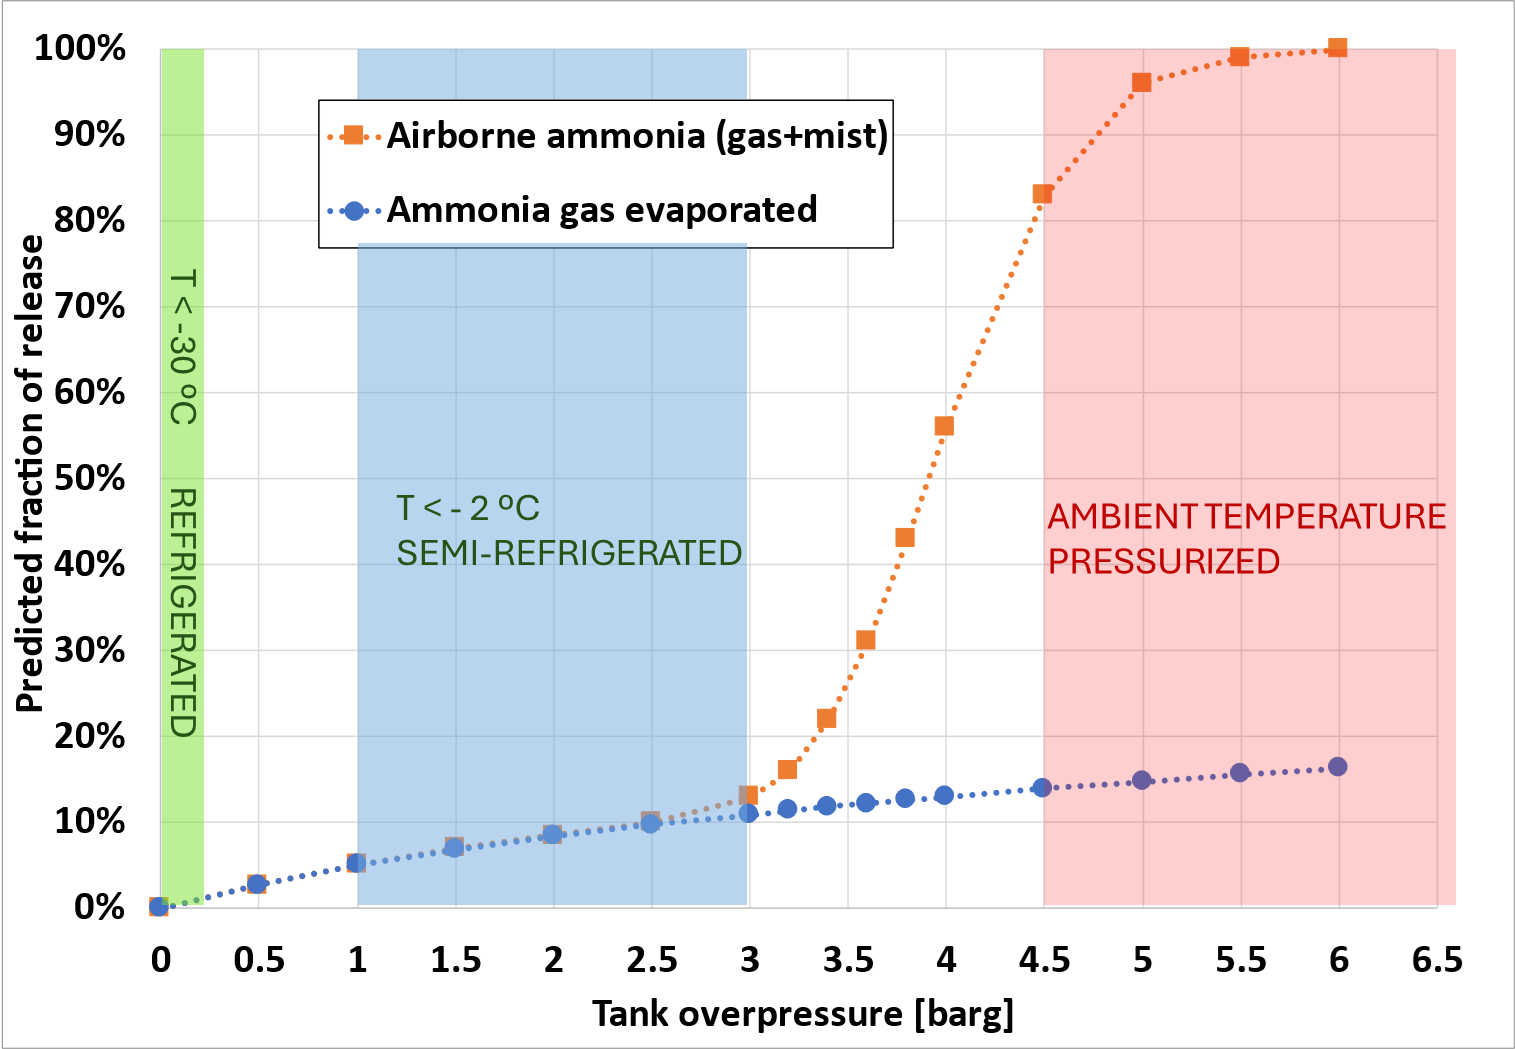 100%
90%
80%
70%
60%
50%
40%
30%
20%
10%
0%
Predicted fraction of release
Airborne ammonia (gas+mist)
Ammonia gas evaporated
T < -30 ºC REFRIGERATED
T < - 2 ºC
SEMI-REFRIGERATED
AMBIENT TEMPERATURE
PRESSURIZED
0 0.5 1 1.5 2 2.5 3 3.5 4 4.5 5 5.5 6 6.5
Tank overpressure [barg]